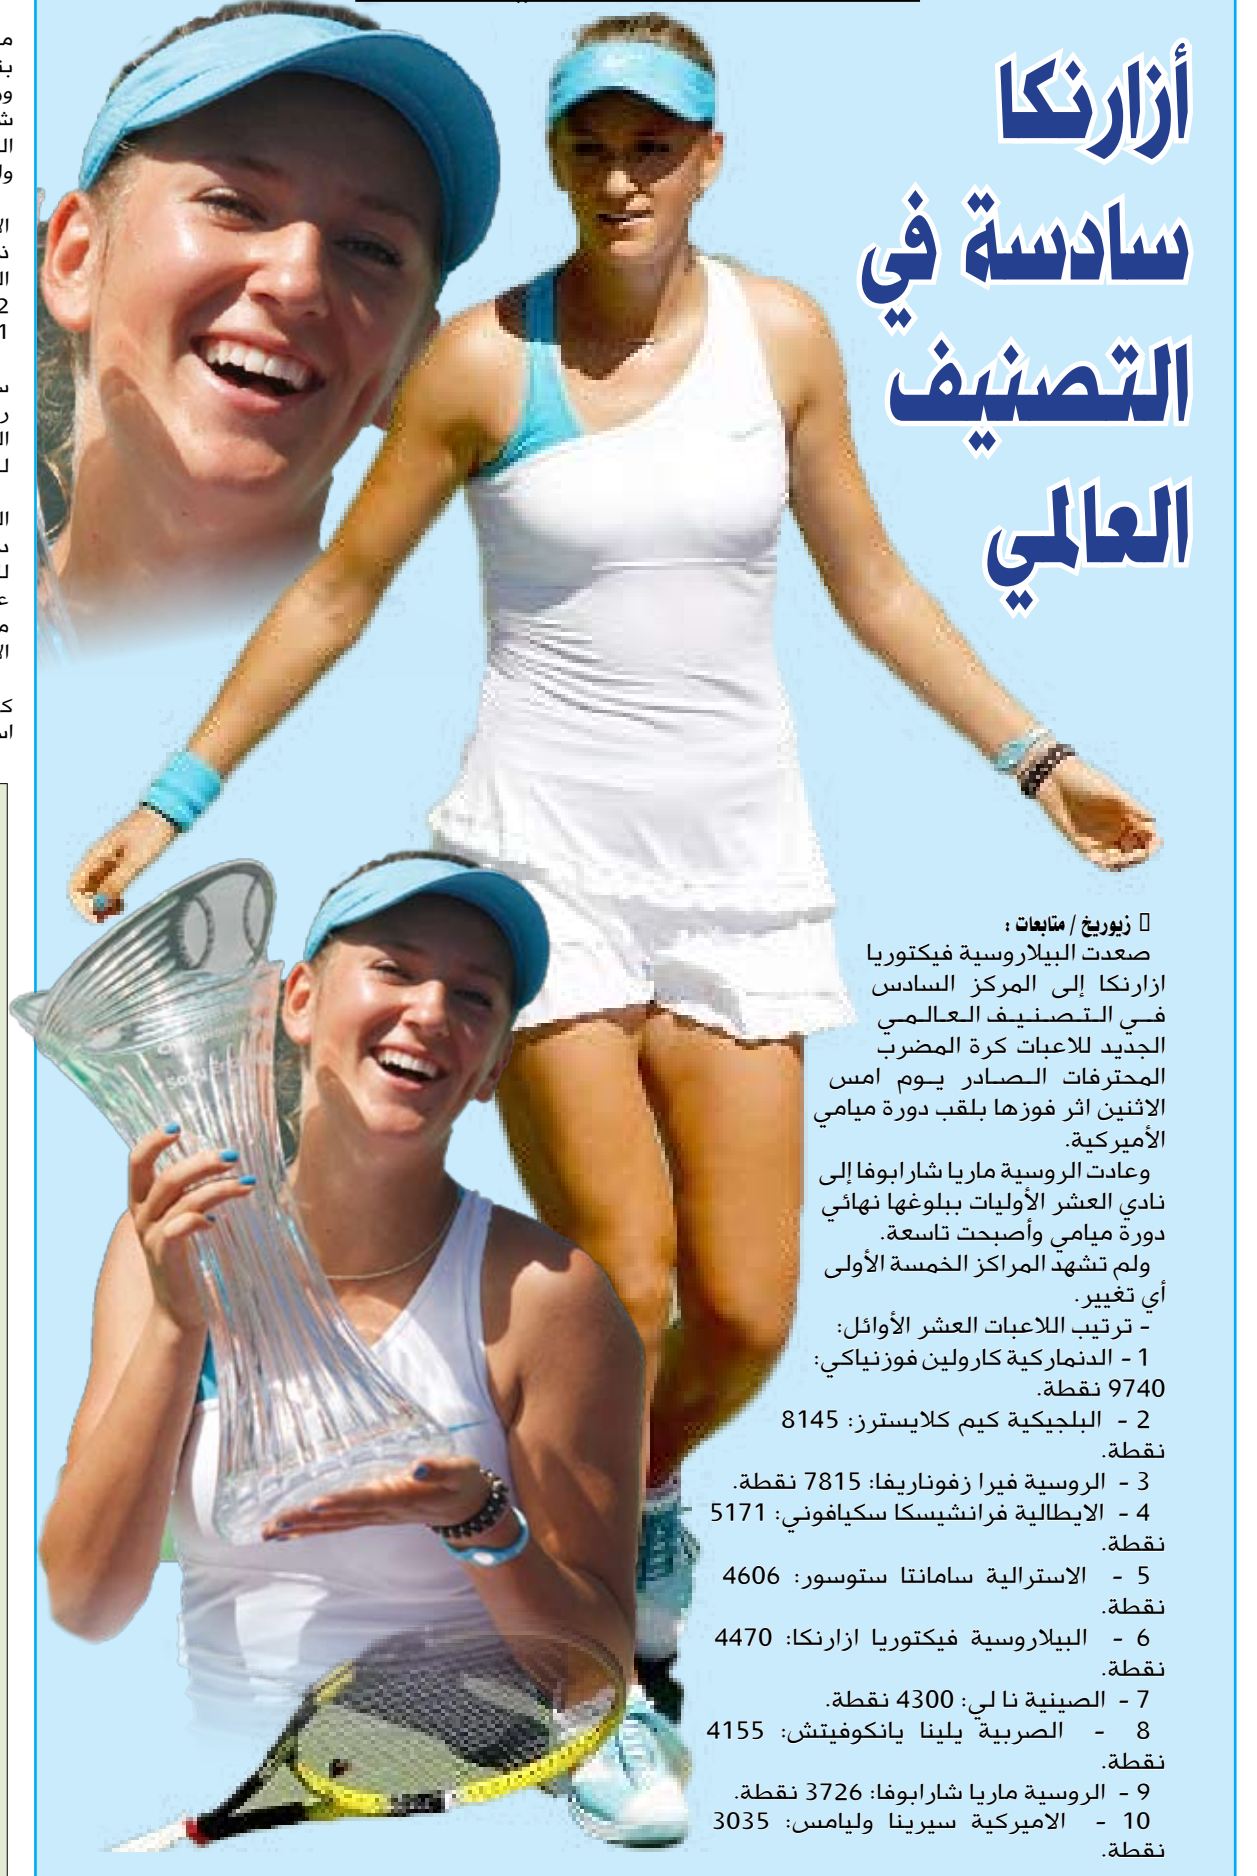 أزارنكا
سادسة في
التصنيف
العالمي
زيوريخ / متابعات :
صعدت البيلاروسية فيكتوريا
ازارنكا إلى المركز السادس
في التصنيف العالمي
الجديد للاعبات كرة المضرب
المحترفات الصادر يوم امس
الاثنين اثر فوزها بلقب دورة ميامي
الأميركية.
وعادت الروسية ماريا شارابوفا إلى
نادي العشر الأوليات ببلوغها نهائي
دورة ميامي وأصبحت تاسعة.
ولم تشهد المراكز الخمسة الأولى
أي تغيير.
- ترتيب اللاعبات العشر الأوائل:
1 - الدنماركية كارولين فوزنياكي:
9740 نقطة.
2 - البلجيكية كيم كلايسترز: 8145
نقطة.
3 - الروسية فيرا زفوناريفا: 7815 نقطة.
4 - الايطالية فرانشيسكا سكيافوني: 5171
نقطة.
5 - الاسترالية سامانتا ستوسور: 4606
نقطة.
6 - البيلاروسية فيكتوريا ازارنكا: 4470
نقطة.
7 - الصينية نا لي: 4300 نقطة.
8 - الصربية يلينا يانكوفيتش: 4155
نقطة.
9 - الروسية ماريا شارابوفا: 3726 نقطة.
10 - الاميركية سيرينا وليامس: 3035
نقطة.